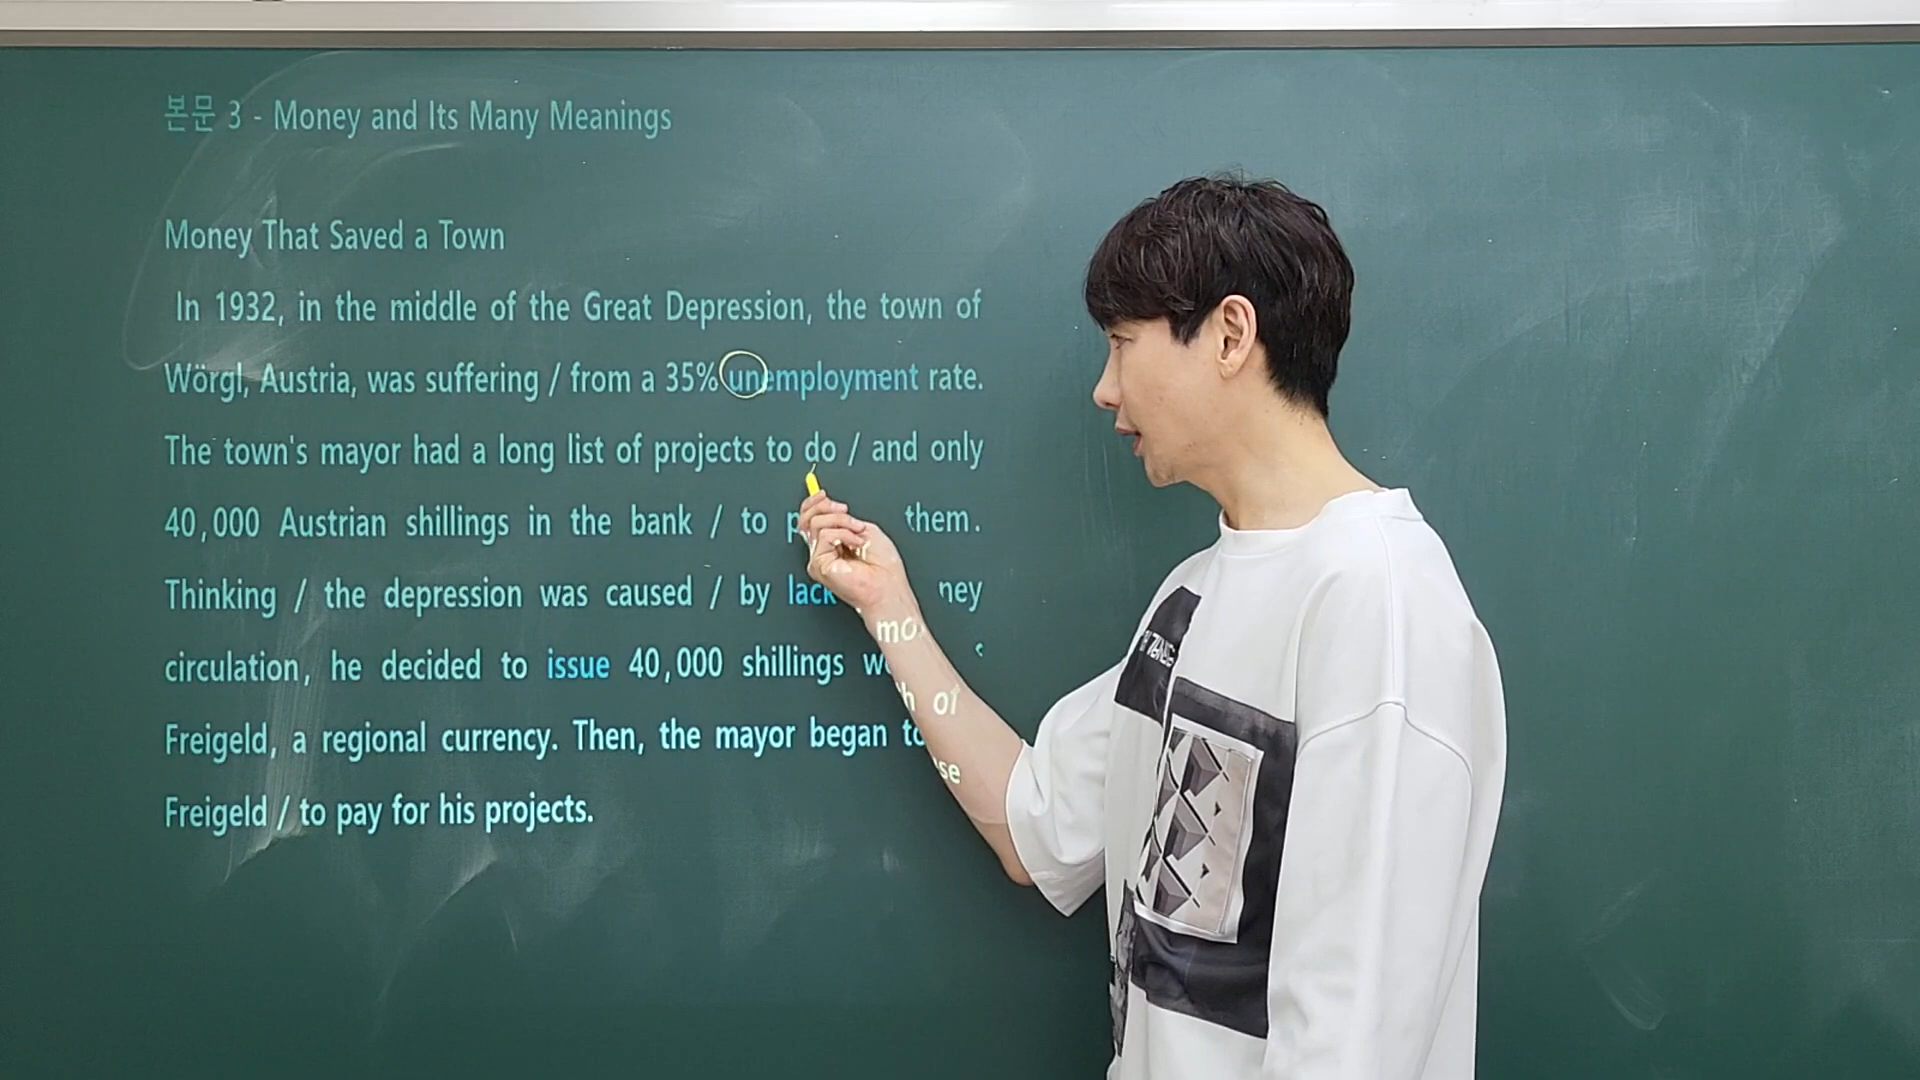 본문 3 - Money and Its Many Meanings
Money That Saved a Town
In 1932, in the middle of the Great Depression, the town of
Wörgl, Austria, was suffering / from a 35% unemployment rate.
The town's mayor had a long list of projects to do / and only
40,000 Austrian shillings in the bank / to them.
Thinking / the depression was caused / by lack
circulation, he decided to issue 40,000 shillings
Freigeld, a regional currency. Then, the mayor began to
Freigeld / to pay for his projects.